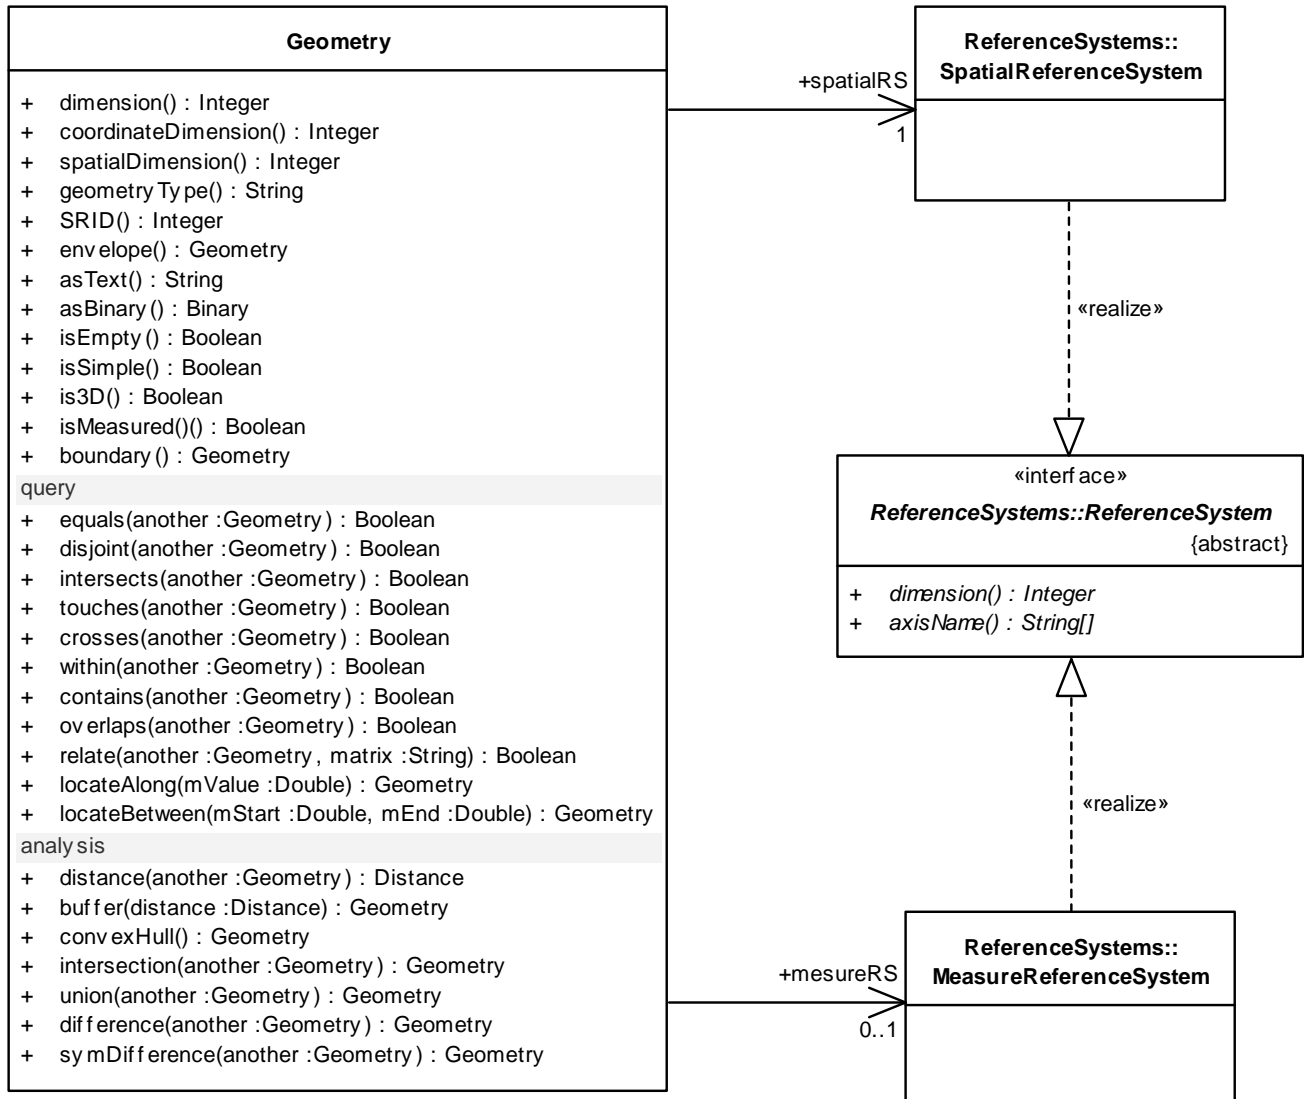 Geometry
+ dimension() : Integer
+ coordinateDimension() : Integer
+ spatialDimension() : Integer
+ geometryType() : String
+ SRID() : Integer
+ envelope() : Geometry
+ asText() : String
+ asBinary() : Binary
+ isEmpty() : Boolean
+ isSimple() : Boolean
+ is3D() : Boolean
+ isMeasured()() : Boolean
+ boundary() : Geometry
query
+ equals(another :Geometry) : Boolean
+ disjoint(another :Geometry) : Boolean
+ intersects(another :Geometry) : Boolean
+ touches(another :Geometry) : Boolean
+ crosses(another :Geometry) : Boolean
+ within(another :Geometry) : Boolean
+ contains(another :Geometry) : Boolean
+ overlaps(another :Geometry) : Boolean
+ relate(another :Geometry, matrix :String) : Boolean
+ locateAlong(mValue :Double) : Geometry
+ locateBetween(mStart :Double, mEnd :Double) : Geometry
analysis
+ distance(another :Geometry) : Distance
+ buffer(distance :Distance) : Geometry
+ convexHull() : Geometry
+ intersection(another :Geometry) : Geometry
+ union(another :Geometry) : Geometry
+ difference(another :Geometry) : Geometry
+ symDifference(another :Geometry) : Geometry
+spatialRS
1
ReferenceSystems::
SpatialReferenceSystem
«realize»
«interface»
ReferenceSystems::ReferenceSystem
{abstract}
+ dimension() : Integer
+ axisName() : String[]
«realize»
+mesureRS
0..1
ReferenceSystems::
MeasureReferenceSystem